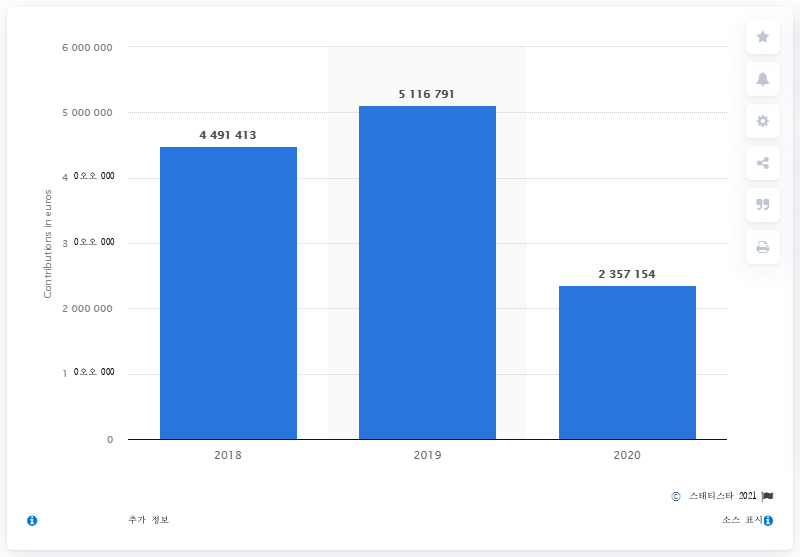 6 000 000
5 116 791
5 000 000
4 491 413
4 0오오 000
3 0오오 000
Contributions in euros
2 357 154
2 000 000
1 0오오 000
0
2018 2019 2020
© 스태티스타 2021
추가 정보 소스 표시